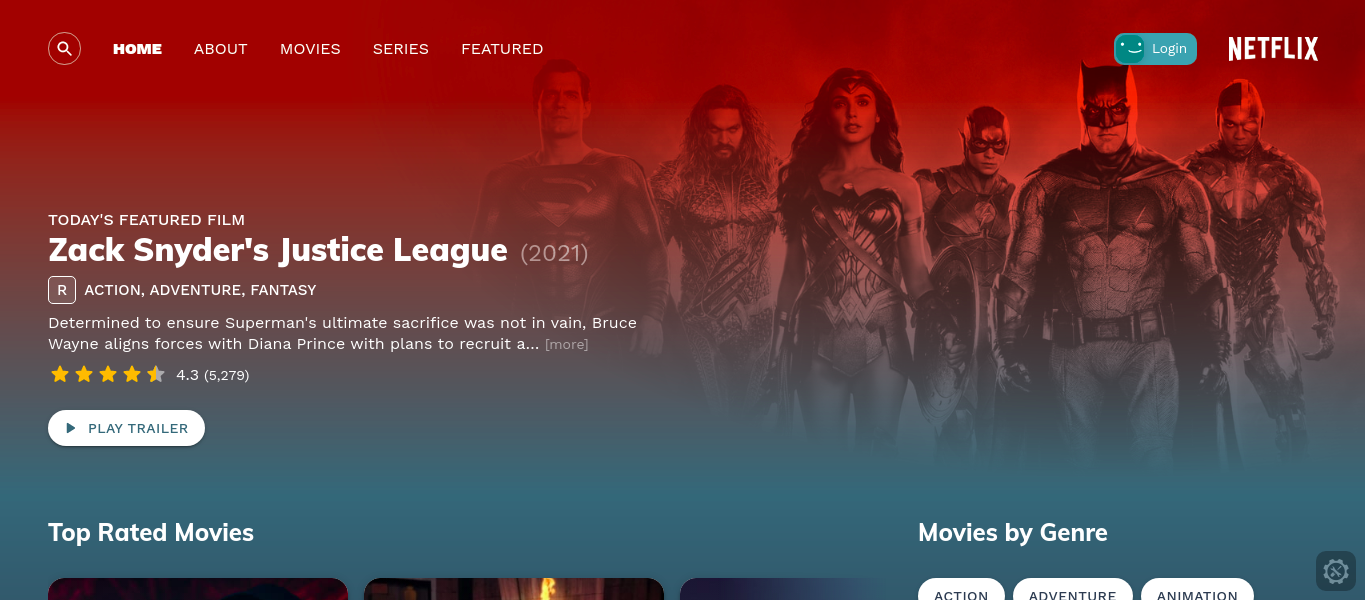 HOME ABOUT MOVIES SERIES FEATURED Login NETFLIX
TODAY'S FEATURED FILM
Zack Snyder's Justice League (2021)
R ACTION, ADVENTURE, FANTASY
Determined to ensure Superman's ultimate sacrifice was not in vain, Bruce
Wayne aligns forces with Diana Prince with plans to recruit a... [more]
4.3 (5,279)
PLAY TRAILER
Top Rated Movies
Movies by Genre
ACTION ADVENTURE ANIMATION